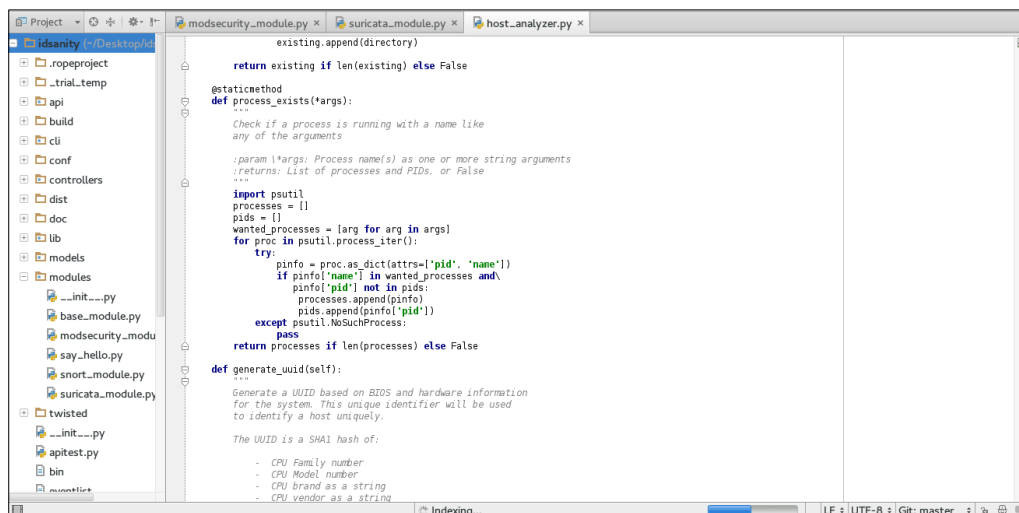 Project
modsecurity_module.py ×
suricata_module.py ×
host_analyzer.py ×
idsanity (~/Desktop/ids
.ropeproject
_trial_temp
api
build
cli
conf
controllers
dist
doc
lib
models
modules
__init__.py
base_module.py
modsecurity_modu
say_hello.py
snort_module.py
suricata_module.py
twisted
__init__.py
apitest.py
bin
eventlist
existing.append(directory)
return existing if len(existing) else False
@staticmethod
def process_exists(*args):
"""
Check if a process is running with a name like
any of the arguments
:param \*args: Process name(s) as one or more string arguments
:returns: List of processes and PIDs, or False
"""
import psutil
processes = []
pids = []
wanted_processes = [arg for arg in args]
for proc in psutil.process_iter():
try:
pinfo = proc.as_dict(attrs=['pid', 'name'])
if pinfo['name'] in wanted_processes and\
pinfo['pid'] not in pids:
processes.append(pinfo)
pids.append(pinfo['pid'])
except psutil.NoSuchProcess:
pass
return processes if len(processes) else False
def generate_uuid(self):
"""
Generate a UUID based on BIOS and hardware information
for the system. This unique identifier will be used
to identify a host uniquely.
The UUID is a SHA1 hash of:
- CPU Family number
- CPU Model number
- CPU brand as a string
- CPU vendor as a string
Indexing...
LF
UTF-8
Git: master